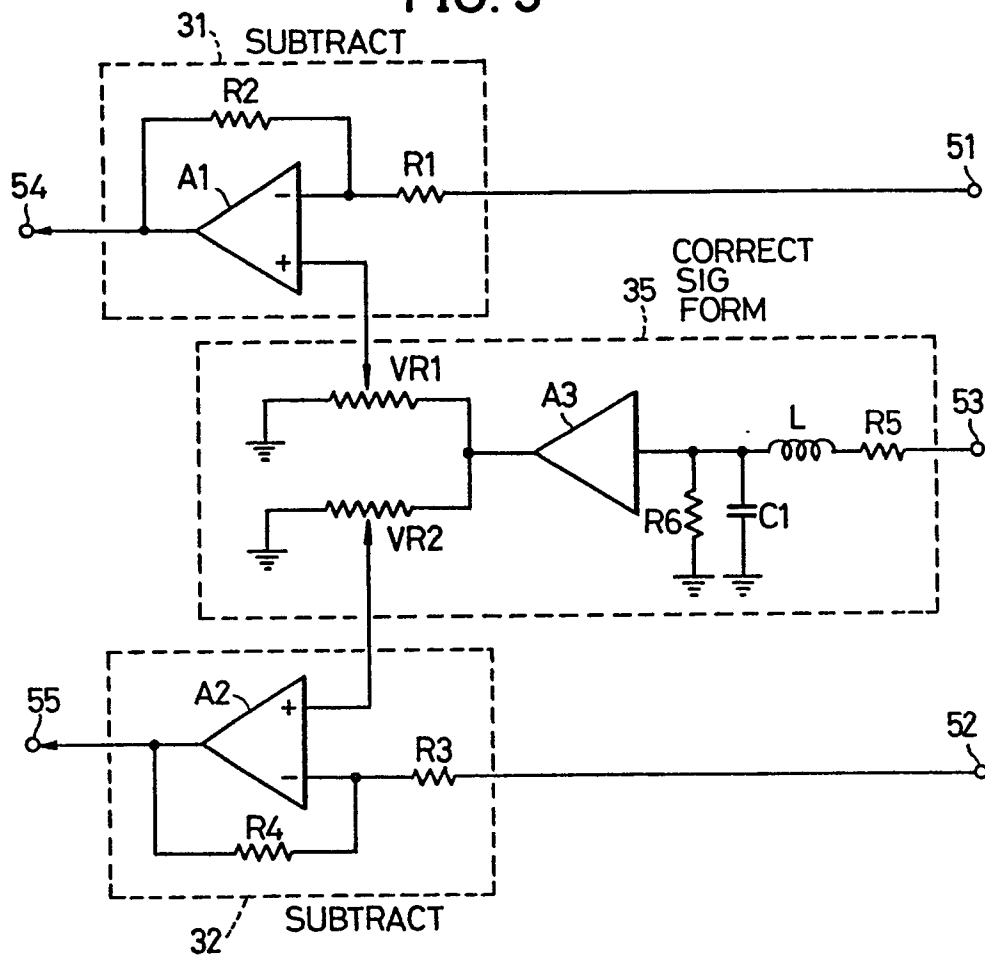 31
SUBTRACT
R2
A1
R1
51
54
−
+
CORRECT
SIG
FORM
35
VR1
A3
L
R5
53
R6
C1
VR2
55
A2
+
−
R3
52
R4
32
SUBTRACT